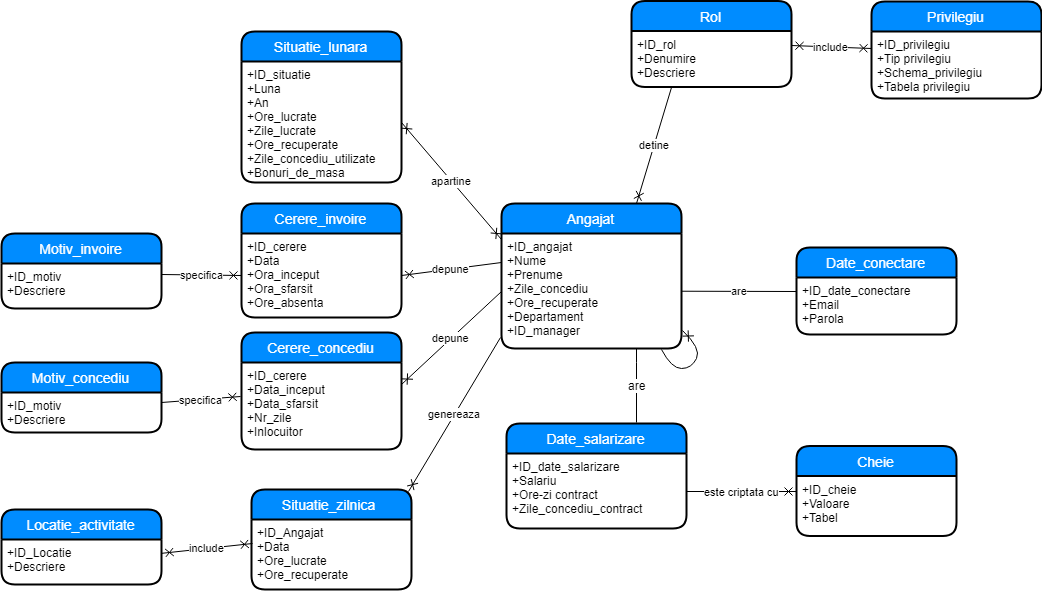 Rol
+ID_rol
+Denumire
+Descriere
include
Privilegiu
+ID_privilegiu
+Tip privilegiu
+Schema_privilegiu
+Tabela privilegiu
Situatie_lunara
+ID_situatie
+Luna
+An
+Ore_lucrate
+Zile_lucrate
+Ore_recuperate
+Zile_concediu_utilizate
+Bonuri_de_masa
detine
apartine
Motiv_invoire
+ID_motiv
+Descriere
specifica
Cerere_invoire
+ID_cerere
+Data
+Ora_inceput
+Ora_sfarsit
+Ore_absenta
depune
Angajat
+ID_angajat
+Nume
+Prenume
+Zile_concediu
+Ore_recuperate
+Departament
+ID_manager
are
Date_conectare
+ID_date_conectare
+Email
+Parola
Motiv_concediu
+ID_motiv
+Descriere
specifica
Cerere_concediu
+ID_cerere
+Data_inceput
+Data_sfarsit
+Nr_zile
+Inlocuitor
depune
are
genereaza
Date_salarizare
+ID_date_salarizare
+Salariu
+Ore-zi contract
+Zile_concediu_contract
este criptata cu
Cheie
+ID_cheie
+Valoare
+Tabel
Locatie_activitate
+ID_Locatie
+Descriere
include
Situatie_zilnica
+ID_Angajat
+Data
+Ore_lucrate
+Ore_recuperate